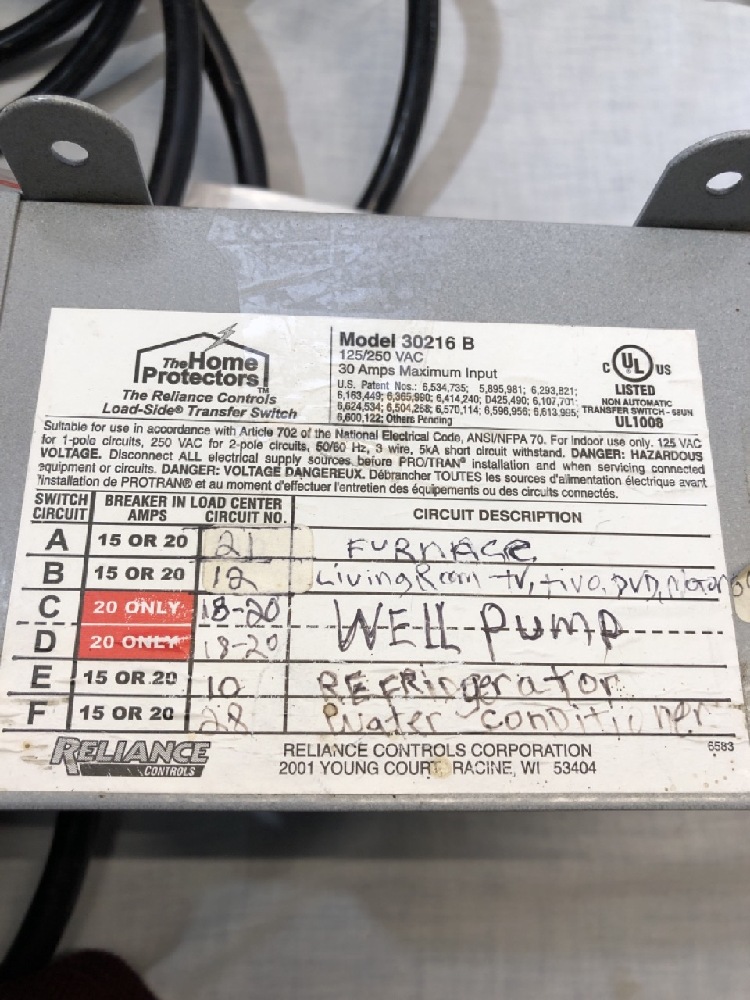 The Home
Protectors™
The Reliance Controls
Load-Side® Transfer Switch
Model 30216 B
125/250 VAC
30 Amps Maximum Input
U.S. Patent Nos.: 6,534,735; 5,895,981; 6,293,821;
6,163,449; 6,365,990; 6,414,240; D425,490; 6,107,701;
6,624,534; 6,504,258; 6,570,114; 6,596,956; 6,613,995;
6,600,122; Others Pending
C UL US
LISTED
NON AUTOMATIC
TRANSFER SWITCH - 58UN
UL1008
Suitable for use in accordance with Article 702 of the National Electrical Code, ANSI/NFPA 70. For indoor use only. 125 VAC
for 1-pole circuits, 250 VAC for 2-pole circuits, 50/60 Hz, 3 wire, 5kA short circuit withstand. DANGER: HAZARDOUS
VOLTAGE. Disconnect ALL electrical supply sources before PRO/TRAN® installation and when servicing connected
equipment or circuits. DANGER: VOLTAGE DANGEREUX. Débrancher TOUTES les sources d'alimentation électrique avant
l'installation de PROTRAN® et au moment d'effectuer l'entretien des équipements ou des circuits connectés.
SWITCH CIRCUIT BREAKER IN LOAD CENTER AMPS CIRCUIT NO. CIRCUIT DESCRIPTION
A 15 OR 20 21 FURNACE
B 15 OR 20 12 Living Room tv, tivo, DVD,
C 20 ONLY 18-20 WELL PUMP
D 20 ONLY 18-20
E 15 OR 20 10 REFRigerator
F 15 OR 20 28 Water conditioner
RELIANCE
CONTROLS
RELIANCE CONTROLS CORPORATION
2001 YOUNG COURT RACINE, WI 53404
6583